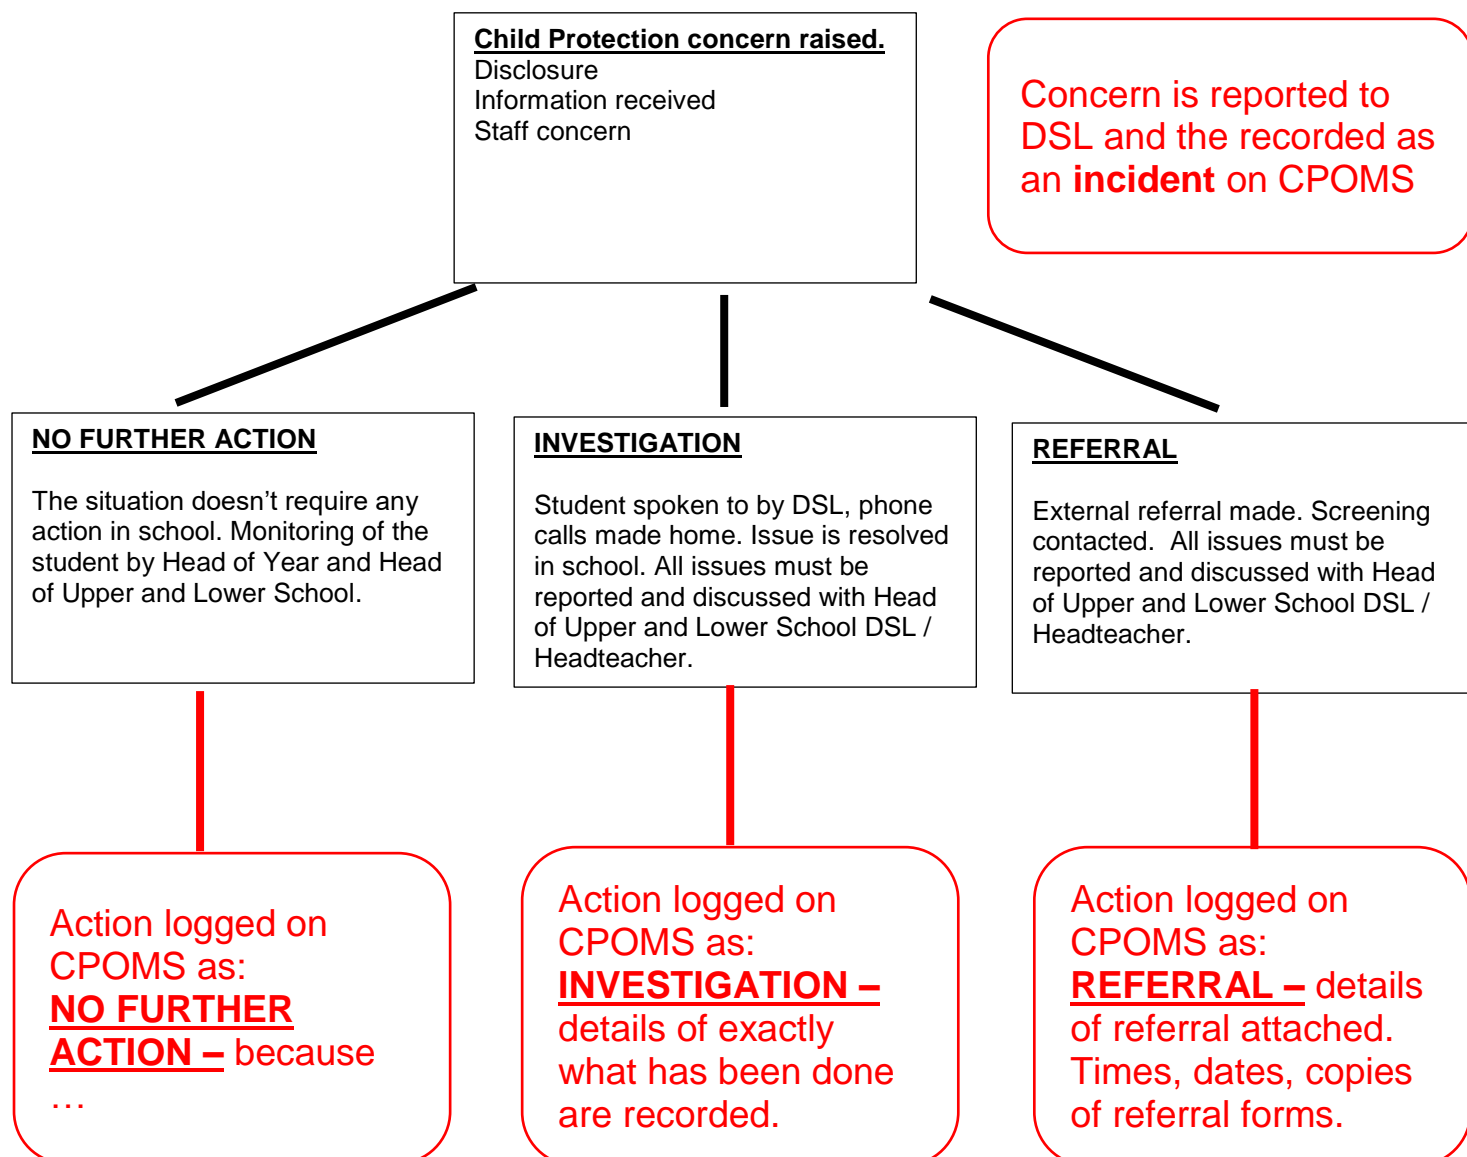 Child Protection concern raised.
Disclosure
Information received
Staff concern
Concern is reported to
DSL and the recorded as
an incident on CPOMS
NO FURTHER ACTION
The situation doesn’t require any
action in school. Monitoring of the
student by Head of Year and Head
of Upper and Lower School.
INVESTIGATION
Student spoken to by DSL, phone
calls made home. Issue is resolved
in school. All issues must be
reported and discussed with Head
of Upper and Lower School DSL /
Headteacher.
REFERRAL
External referral made. Screening
contacted.  All issues must be
reported and discussed with Head
of Upper and Lower School DSL /
Headteacher.
Action logged on
CPOMS as:
NO FURTHER
ACTION – because
…
Action logged on
CPOMS as:
INVESTIGATION –
details of exactly
what has been done
are recorded.
Action logged on
CPOMS as:
REFERRAL – details
of referral attached.
Times, dates, copies
of referral forms.